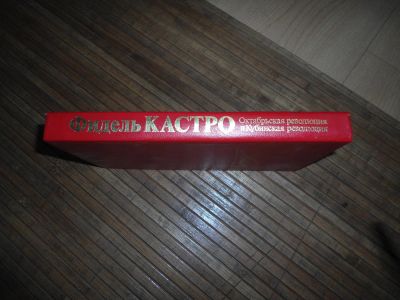 Фидель КАСТРО
Октябрьская революция
и Кубинская революция